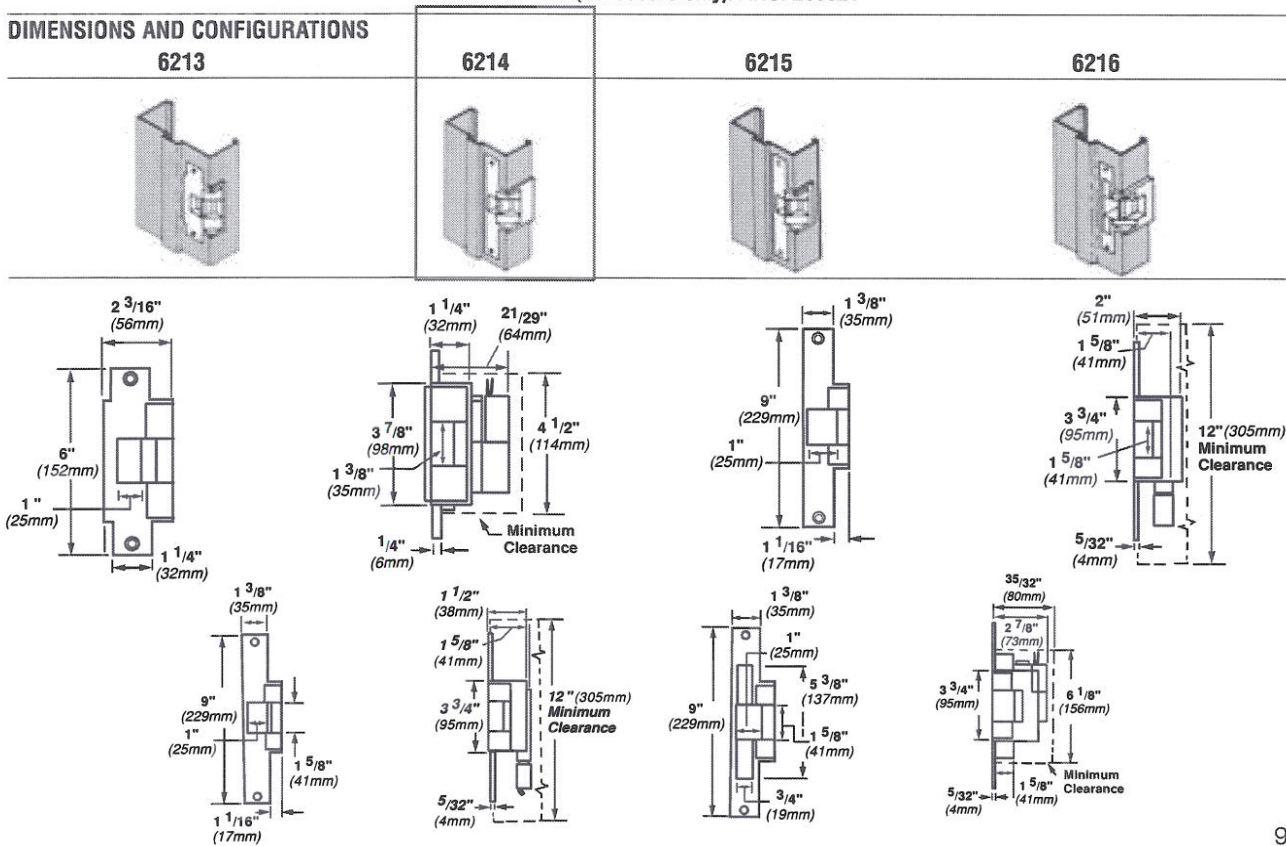 DIMENSIONS AND CONFIGURATIONS
6213
6214
6215
6216
2 3/16"
(56mm)
6"
(152mm)
1"
(25mm)
1 1/4"
(32mm)
1 1/4"
(32mm)
21/29"
(64mm)
3 7/8"
(98mm)
1 3/8"
(35mm)
4 1/2"
(114mm)
Minimum
Clearance
1/4"
(6mm)
1 3/8"
(35mm)
9"
(229mm)
1"
(25mm)
1 1/16"
(17mm)
2"
(51mm)
1 5/8"
(41mm)
3 3/4"
(95mm)
1 5/8"
(41mm)
12" (305mm)
Minimum
Clearance
5/32"
(4mm)
1 3/8"
(35mm)
9"
(229mm)
1"
(25mm)
1 5/8"
(41mm)
1 1/16"
(17mm)
1 1/2"
(38mm)
1 5/8"
(41mm)
3 3/4"
(95mm)
12" (305mm)
Minimum
Clearance
5/32"
(4mm)
1 3/8"
(35mm)
1"
(25mm)
9"
(229mm)
5 3/8"
(137mm)
1 5/8"
(41mm)
3/4"
(19mm)
35/32"
(80mm)
2 7/8"
(73mm)
3 3/4"
(95mm)
6 1/8"
(156mm)
Minimum
Clearance
1 5/8"
(41mm)
5/32"
(4mm)
9